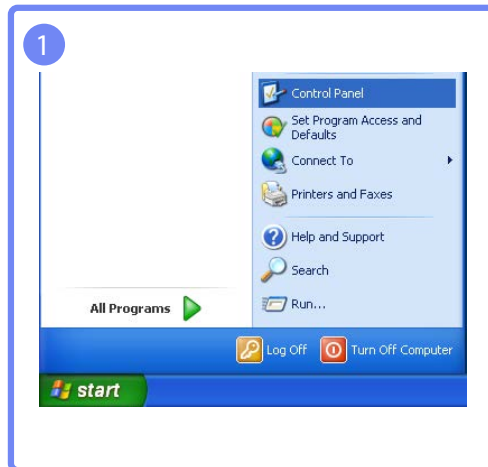 1
Control Panel
Set Program Access and
Defaults
Connect To
Printers and Faxes
Help and Support
Search
Run...
All Programs
Log Off
Turn Off Computer
start